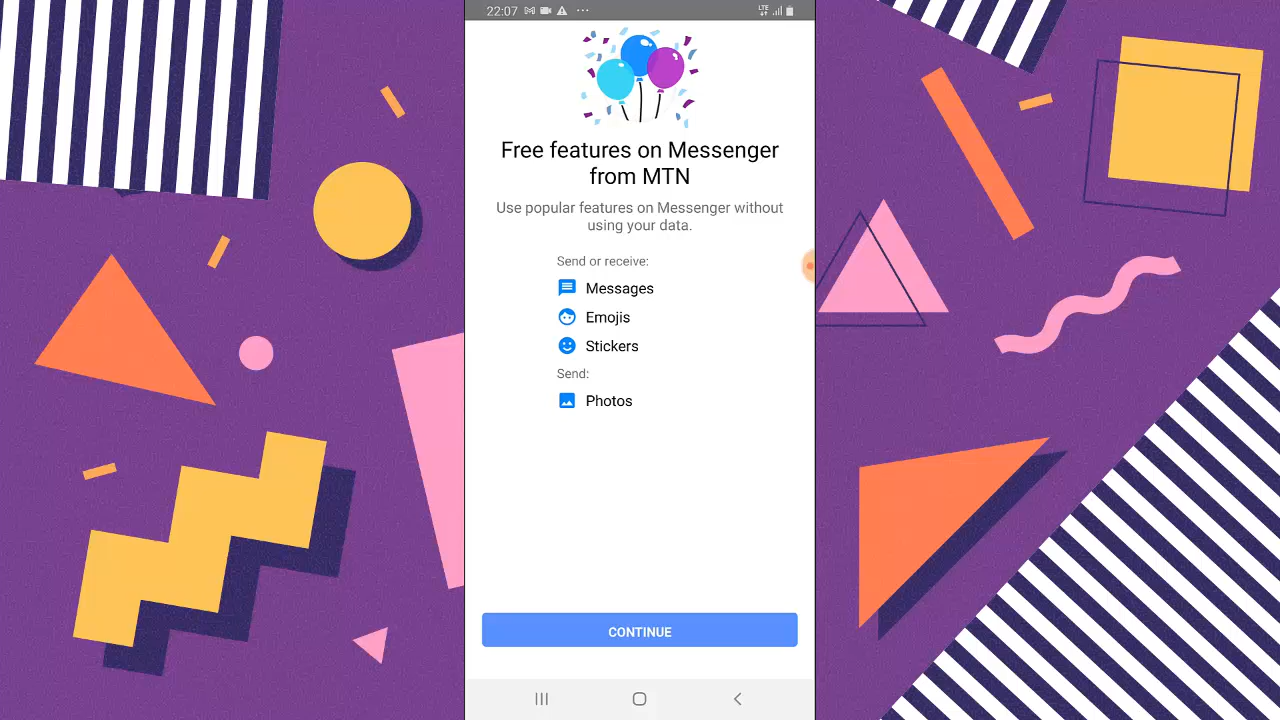 22:07
LTE
Free features on Messenger
from MTN
Use popular features on Messenger without
using your data.
Send or receive:
Messages
Emojis
Stickers
Send:
Photos
CONTINUE